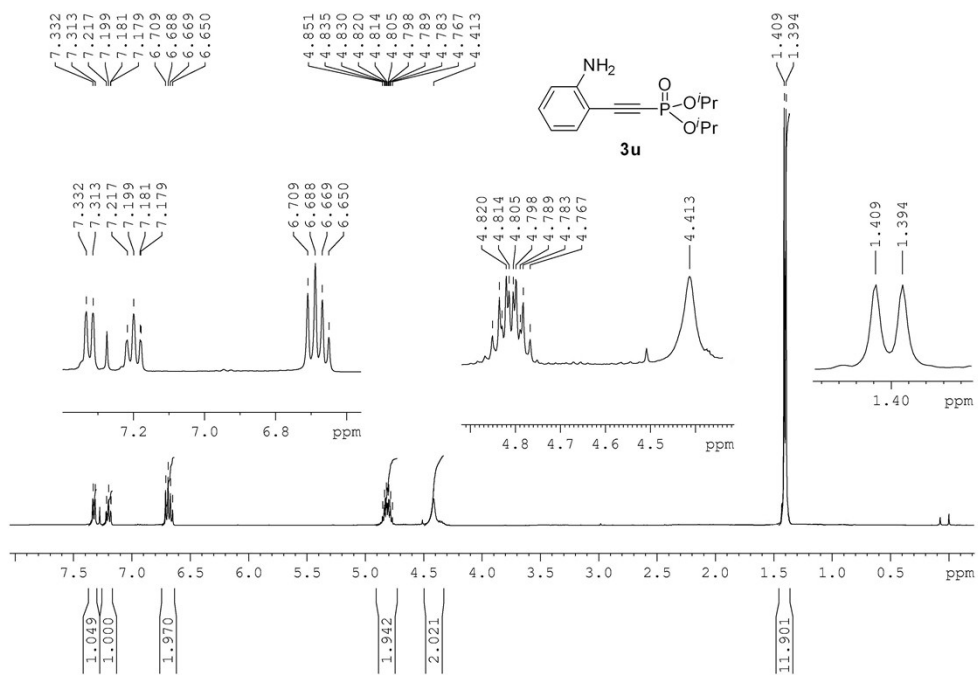 7.332 7.313 7.217 7.199 7.181 7.179 6.709 6.688 6.669 6.650
4.851 4.835 4.830 4.820 4.814 4.805 4.798 4.789 4.783 4.767 4.413
1.409 1.394
NH2
O
P
OiPr
OiPr
3u
7.332 7.313 7.217 7.199 7.181 7.179
6.709 6.688 6.669 6.650
4.820 4.814 4.805 4.798 4.789 4.783 4.767
4.413
1.409 1.394
7.2 7.0 6.8 ppm
4.8 4.7 4.6 4.5 ppm
1.40 ppm
7.5 7.0 6.5 6.0 5.5 5.0 4.5 4.0 3.5 3.0 2.5 2.0 1.5 1.0 0.5 ppm
1.049 1.000 1.970 1.942 2.021 11.901